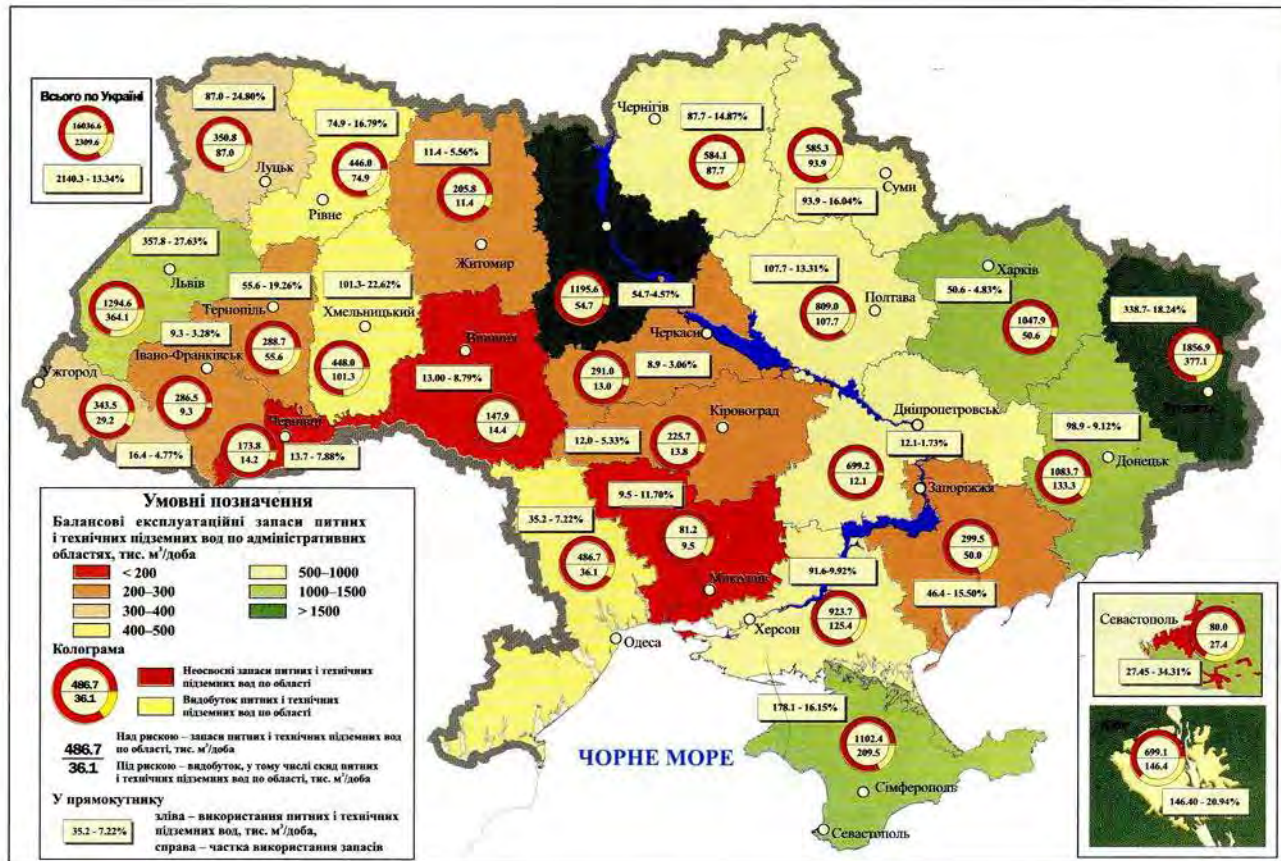 Всього по Україні
16036.6
2309.6
2140.3 - 13.34%
87.0 - 24.80%
350.8
87.0
Луцьк
74.9 - 16.79%
446.0
74.9
Рівне
11.4 - 5.56%
205.8
11.4
Житомир
Чернігів
87.7 - 14.87%
584.1
87.7
585.3
93.9
Суми
93.9 - 16.04%
357.8 - 27.63%
Львів
1294.6
364.1
55.6 - 19.26%
Тернопіль
288.7
55.6
101.3- 22.62%
Хмельницький
448.0
101.3
1195.6
54.7
54.7-4.57%
Черкаси
107.7 - 13.31%
809.0
107.7
Полтава
Харків
50.6 - 4.83%
1047.9
50.6
338.7- 18.24%
1856.9
377.1
9.3 - 3.28%
Івано-Франківськ
286.5
9.3
Ужгород
343.5
29.2
16.4 - 4.77%
173.8
14.2
13.7 - 7.88%
Вінниця
13.00 - 8.79%
147.9
14.4
291.0
13.0
8.9 - 3.06%
Кіровоград
12.0 - 5.33%
225.7
13.8
Дніпропетровськ
12.1-1.73%
699.2
12.1
98.9 - 9.12%
Донецьк
1083.7
133.3
Запоріжжя
299.5
50.0
46.4 - 15.50%
9.5 - 11.70%
81.2
9.5
Миколаїв
35.2 - 7.22%
486.7
36.1
Одеса
91.6-9.92%
923.7
125.4
Херсон
178.1 - 16.15%
1102.4
209.5
Сімферополь
Севастополь
ЧОРНЕ МОРЕ
Севастополь
80.0
27.4
27.45 - 34.31%
699.1
146.4
146.40 - 20.94%
Умовні позначення
Балансові експлуатаційні запаси питних
і технічних підземних вод по адміністративних
областях, тис. м³/доба
< 200
200–300
300–400
400–500
500–1000
1000–1500
> 1500
Колограма
486.7
36.1
Неосвоєні запаси питних і технічних
підземних вод по області
Видобуток питних і технічних
підземних вод по області
486.7
36.1
Над рискою – запаси питних і технічних підземних вод
по області, тис. м³/доба
Під рискою – видобуток, у тому числі скид питних
і технічних підземних вод по області, тис. м³/доба
У прямокутнику
35.2 - 7.22%
зліва – використання питних і технічних
підземних вод, тис. м³/доба,
справа – частка використання запасів